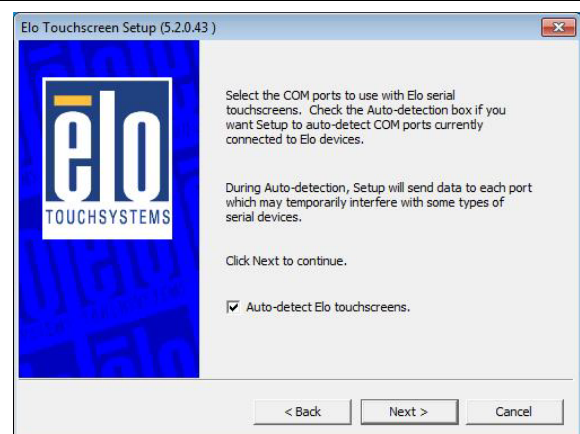 Elo Touchscreen Setup (5.2.0.43 )
Select the COM ports to use with Elo serial
touchscreens. Check the Auto-detection box if you
want Setup to auto-detect COM ports currently
connected to Elo devices.
During Auto-detection, Setup will send data to each port
which may temporarily interfere with some types of
serial devices.
Click Next to continue.
Auto-detect Elo touchscreens.
ēlo
TOUCHSYSTEMS
< Back
Next >
Cancel